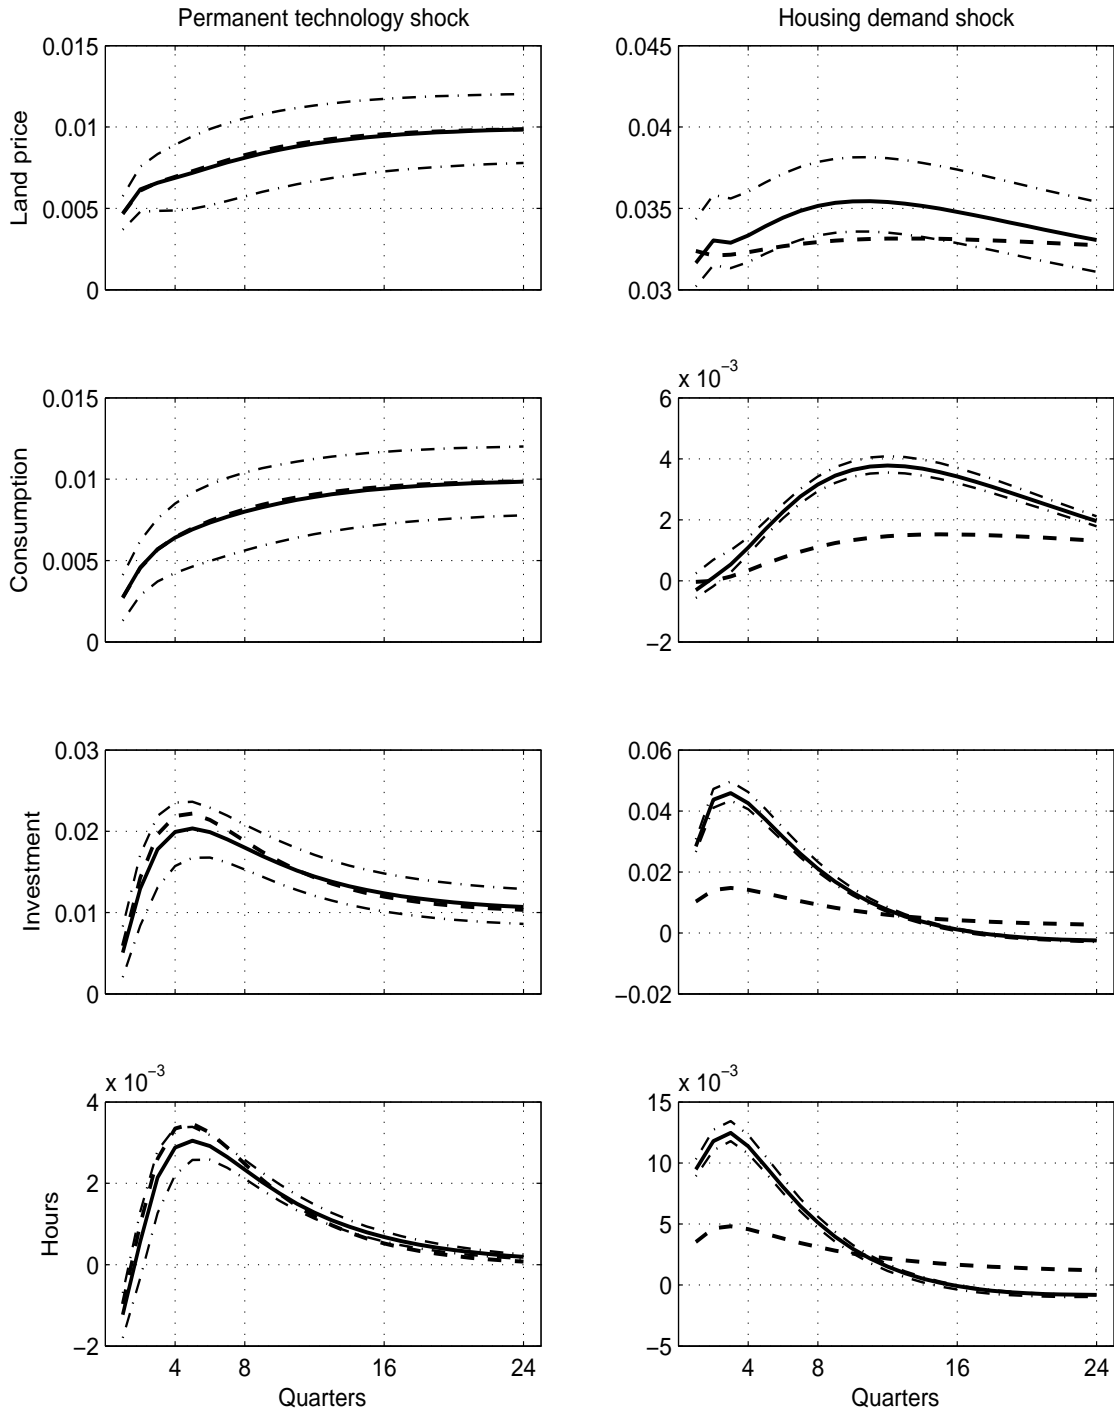 Permanent technology shock
Housing demand shock
Land price
0.015
0.01
0.005
0
0.045
0.04
0.035
0.03
Consumption
0.015
0.01
0.005
0
x 10⁻³
6
4
2
0
−2
Investment
0.03
0.02
0.01
0
0.06
0.04
0.02
0
−0.02
Hours
x 10⁻³
4
2
0
−2
4 8 16 24
Quarters
x 10⁻³
15
10
5
0
−5
4 8 16 24
Quarters